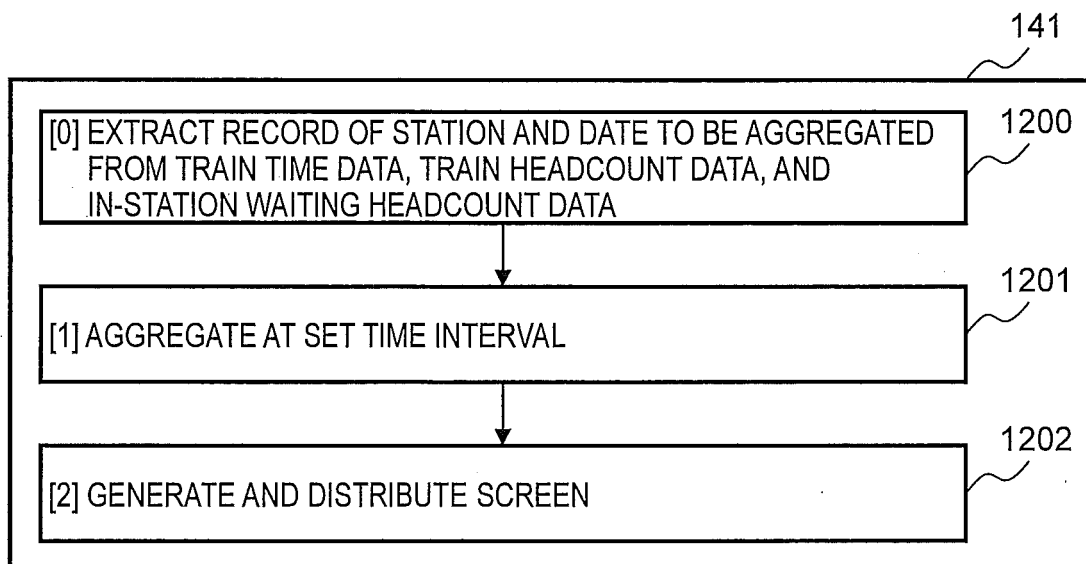 141
[0] EXTRACT RECORD OF STATION AND DATE TO BE AGGREGATED
FROM TRAIN TIME DATA, TRAIN HEADCOUNT DATA, AND
IN-STATION WAITING HEADCOUNT DATA
1200
[1] AGGREGATE AT SET TIME INTERVAL
1201
[2] GENERATE AND DISTRIBUTE SCREEN
1202